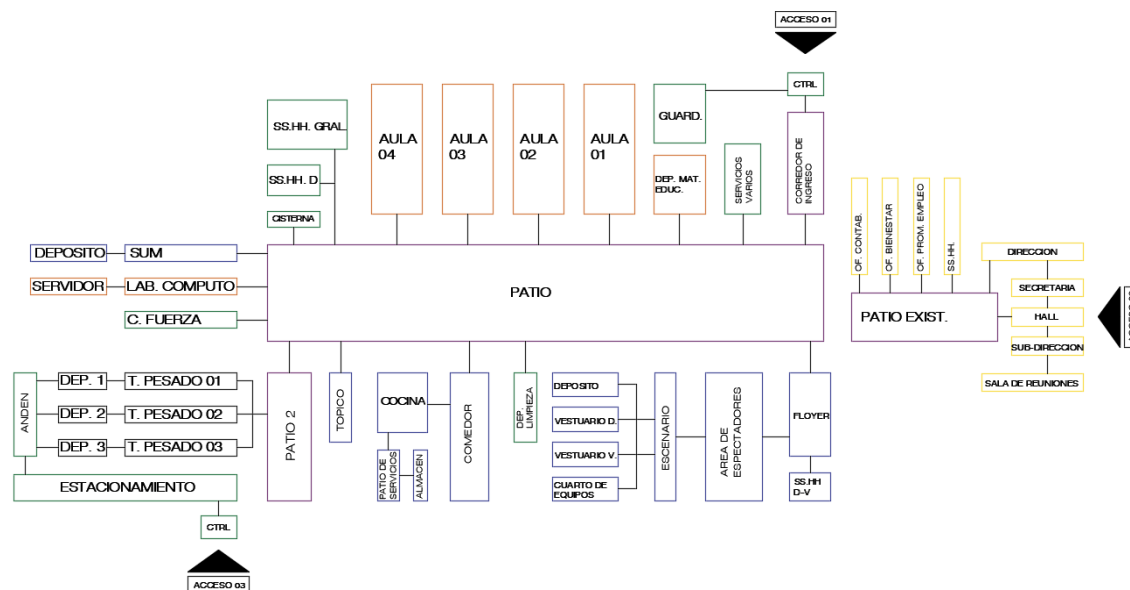 ACCESO 01
CTRL
GUARD.
SS.HH. GRAL
AULA
04
AULA
03
AULA
02
AULA
01
DEP. MAT.
EDUC.
SERVICIOS
VARIOS
CORREDOR DE
INGRESO
SS.HH. D.
CISTERNA
OF. CONTAB.
OF. BIENESTAR
OF. PROM. EMPLEO
SS.HH.
DIRECCION
DEPOSITO
SUM
SERVIDOR
LAB. COMPUTO
PATIO
SECRETARIA
C. FUERZA
PATIO EXIST.
HALL
SUB-DIRECCION
SALA DE REUNIONES
ANDEN
DEP. 1
T. PESADO 01
DEP. 2
T. PESADO 02
DEP. 3
T. PESADO 03
PATIO 2
TOPICO
COCINA
PATIO DE
SERVICIOS
ALMACEN
COMEDOR
DEP.
LIMPIEZA
DEPOSITO
VESTUARIO D.
VESTUARIO V.
CUARTO DE
EQUIPOS
ESCENARIO
AREA DE
ESPECTADORES
FLOYER
SS.HH
D-V
ESTACIONAMIENTO
CTRL
ACCESO 03